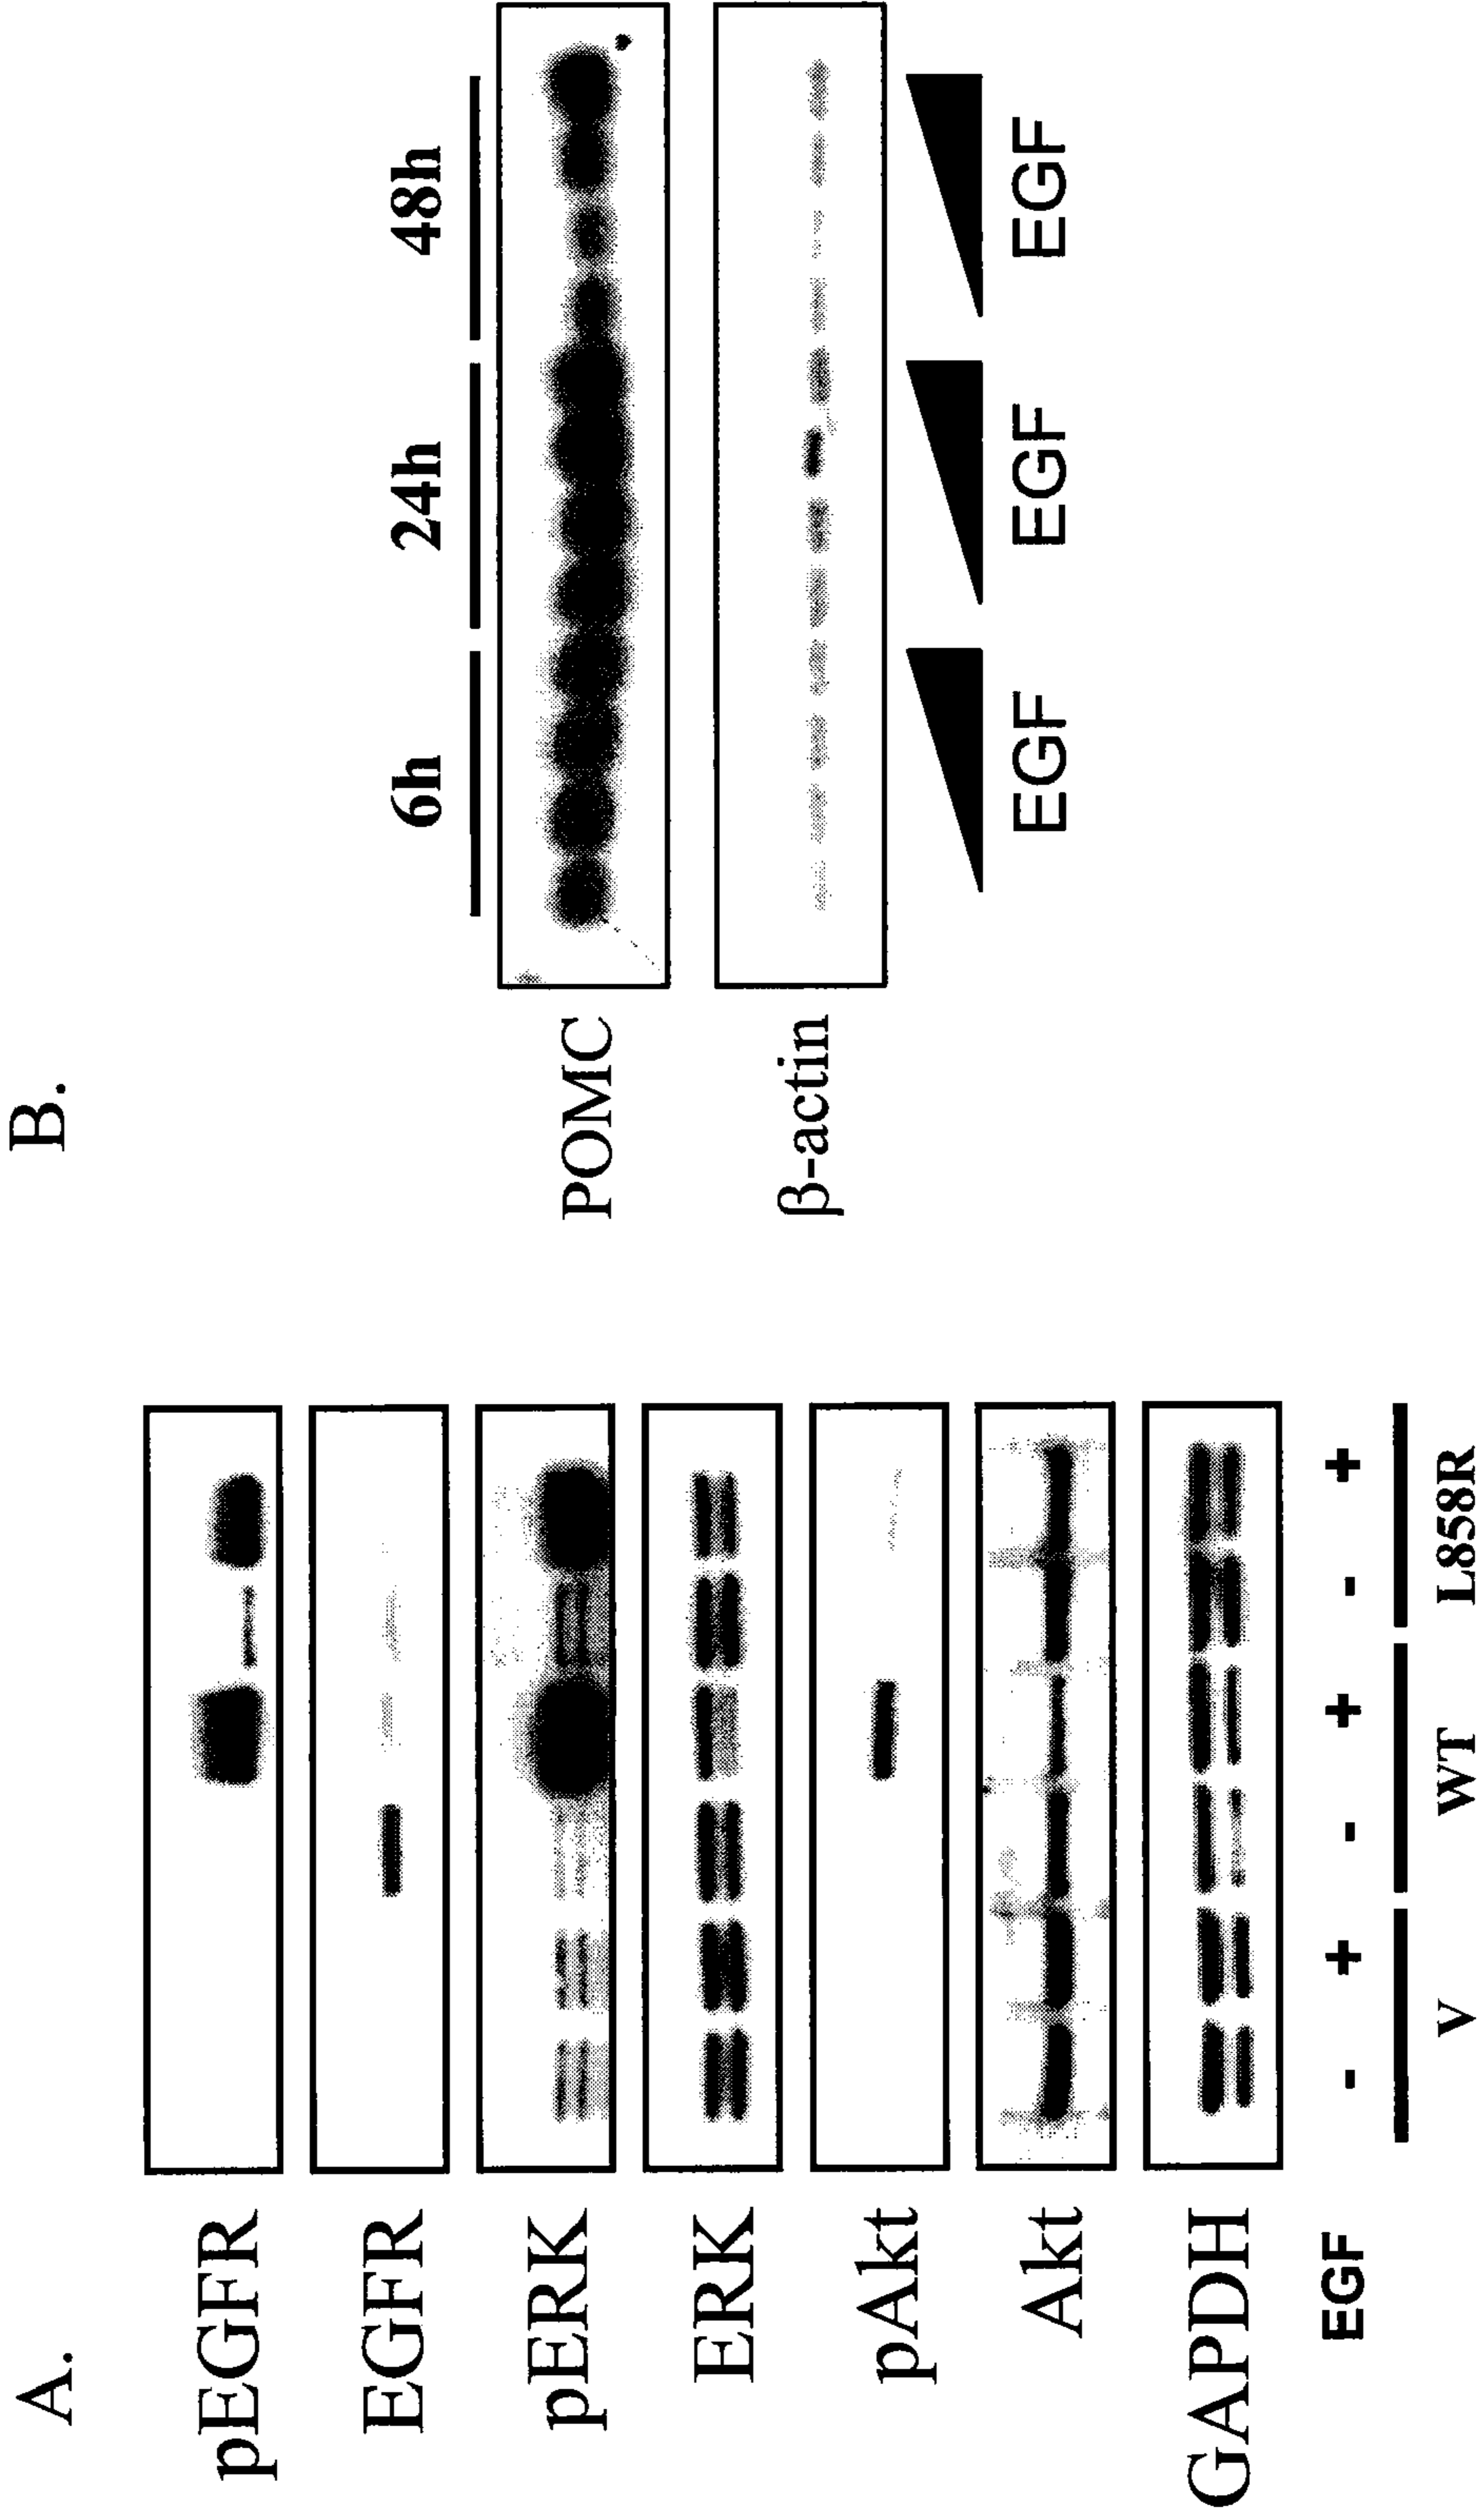 A.
pEGFR
EGFR
pERK
ERK
pAkt
Akt
GAPDH
EGF - + - + - +
V WT L858R
B.
6h 24h 48h
POMC
β-actin
EGF EGF EGF